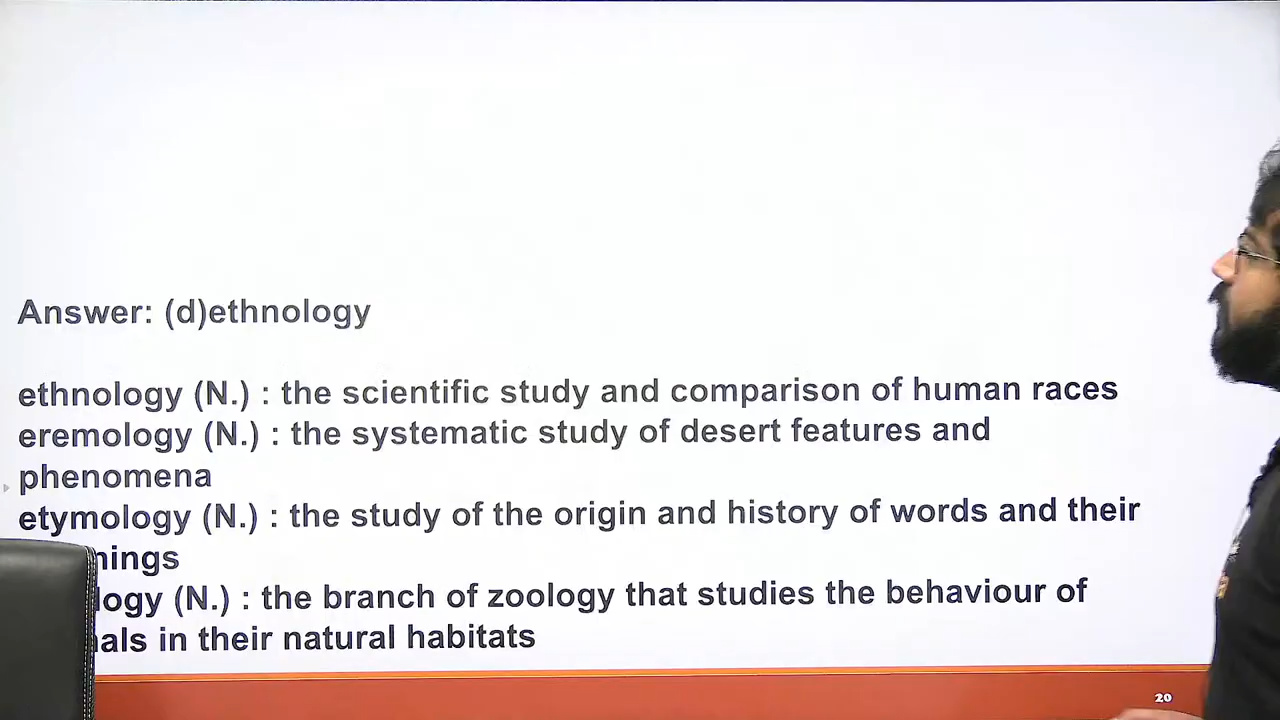 Answer: (d)ethnology
ethnology (N.) : the scientific study and comparison of human races
eremology (N.) : the systematic study of desert features and
phenomena
etymology (N.) : the study of the origin and history of words and their
nings
logy (N.) : the branch of zoology that studies the behaviour of
als in their natural habitats
20